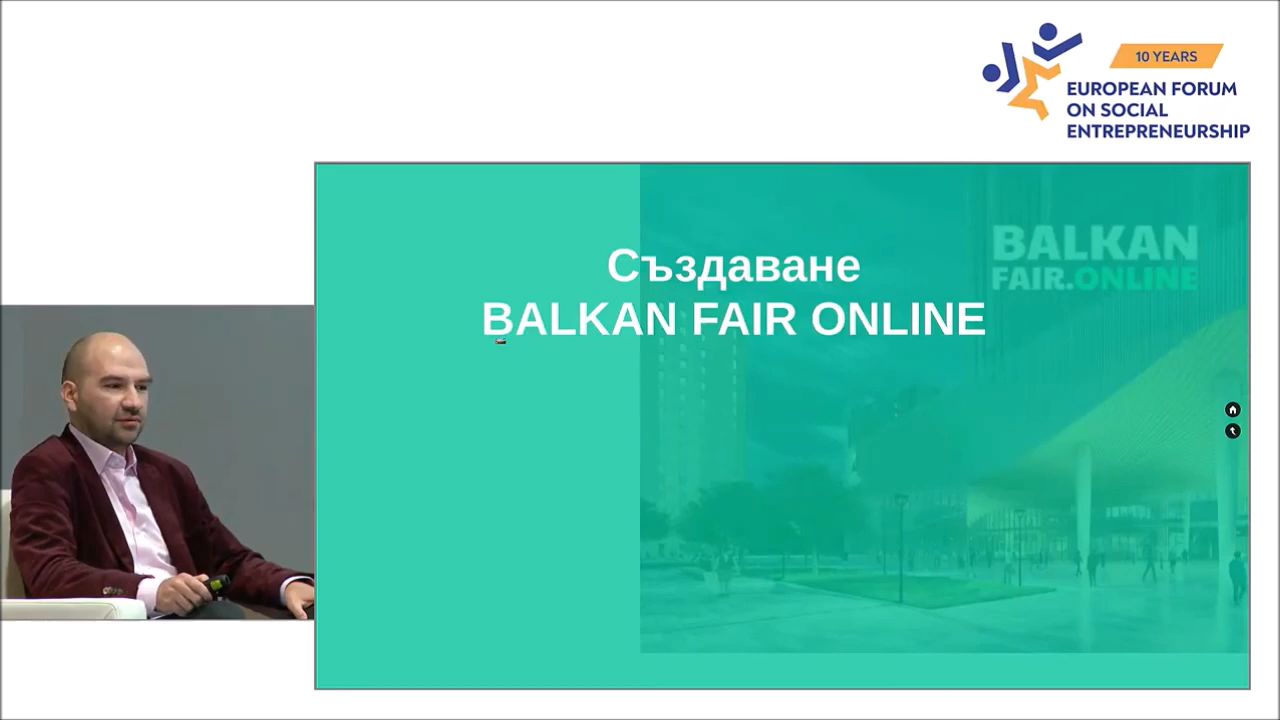 10 YEARS
EUROPEAN FORUM
ON SOCIAL
ENTREPRENEURSHIP
BALKAN
FAIR.ONLINE
Създаване
BALKAN FAIR ONLINE